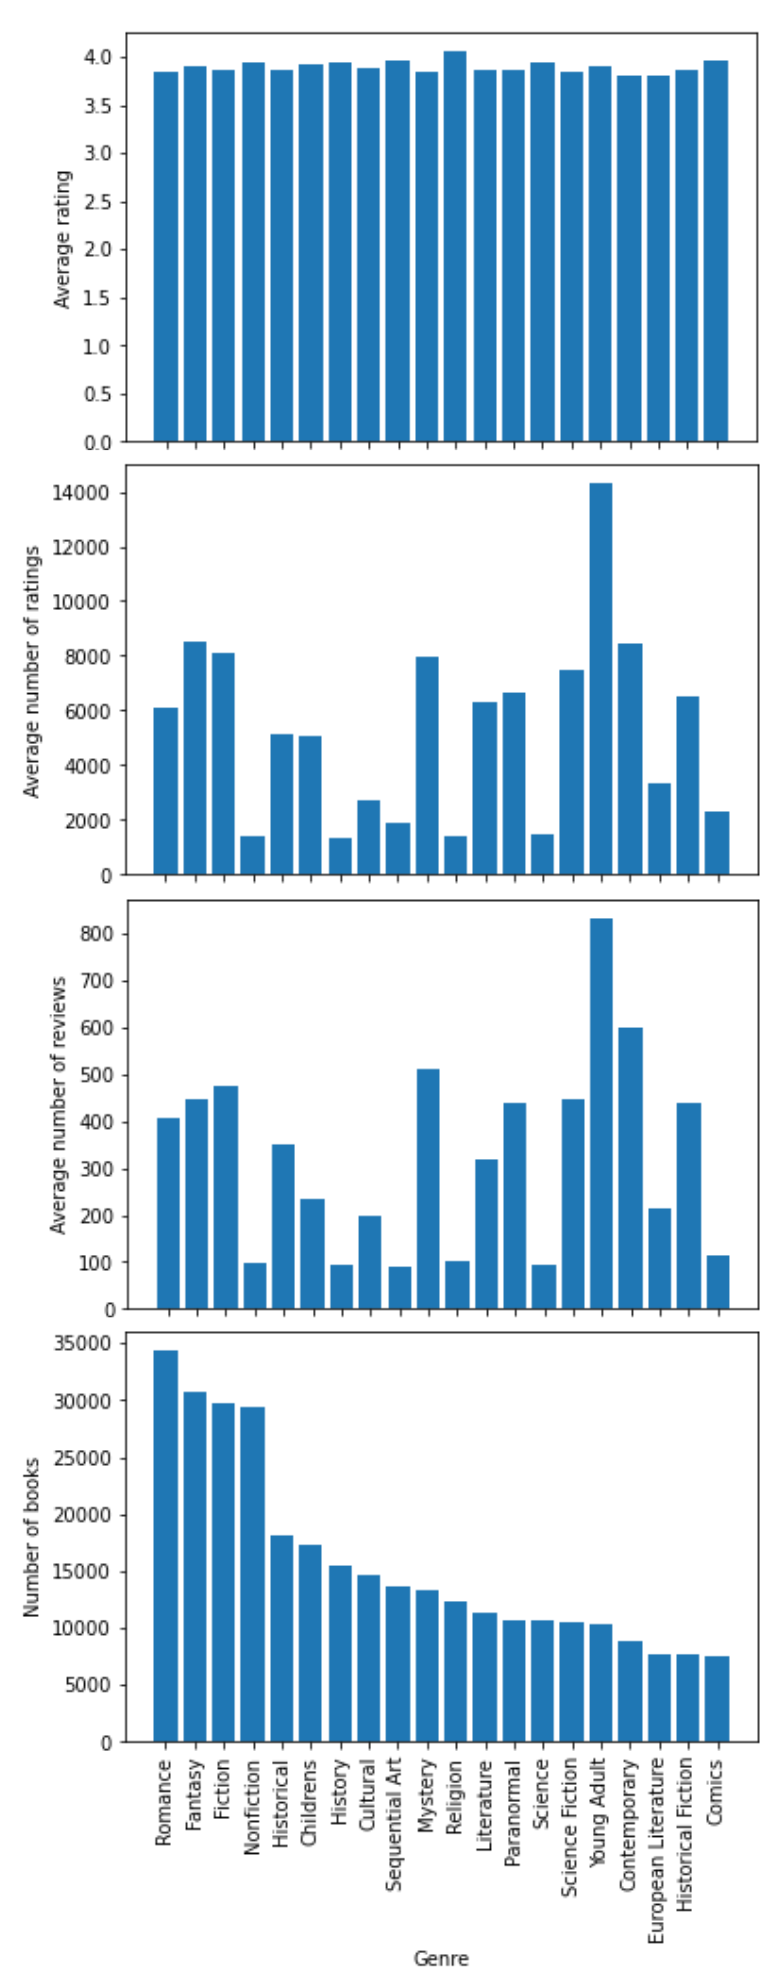 4.0
3.5
3.0
2.5
2.0
1.5
1.0
0.5
0.0
Average rating
14000
12000
10000
8000
6000
4000
2000
0
Average number of ratings
800
700
600
500
400
300
200
100
0
Average number of reviews
35000
30000
25000
20000
15000
10000
5000
0
Number of books
Romance
Fantasy
Fiction
Nonfiction
Historical
Childrens
History
Cultural
Sequential Art
Mystery
Religion
Literature
Paranormal
Science
Science Fiction
Young Adult
Contemporary
European Literature
Historical Fiction
Comics
Genre